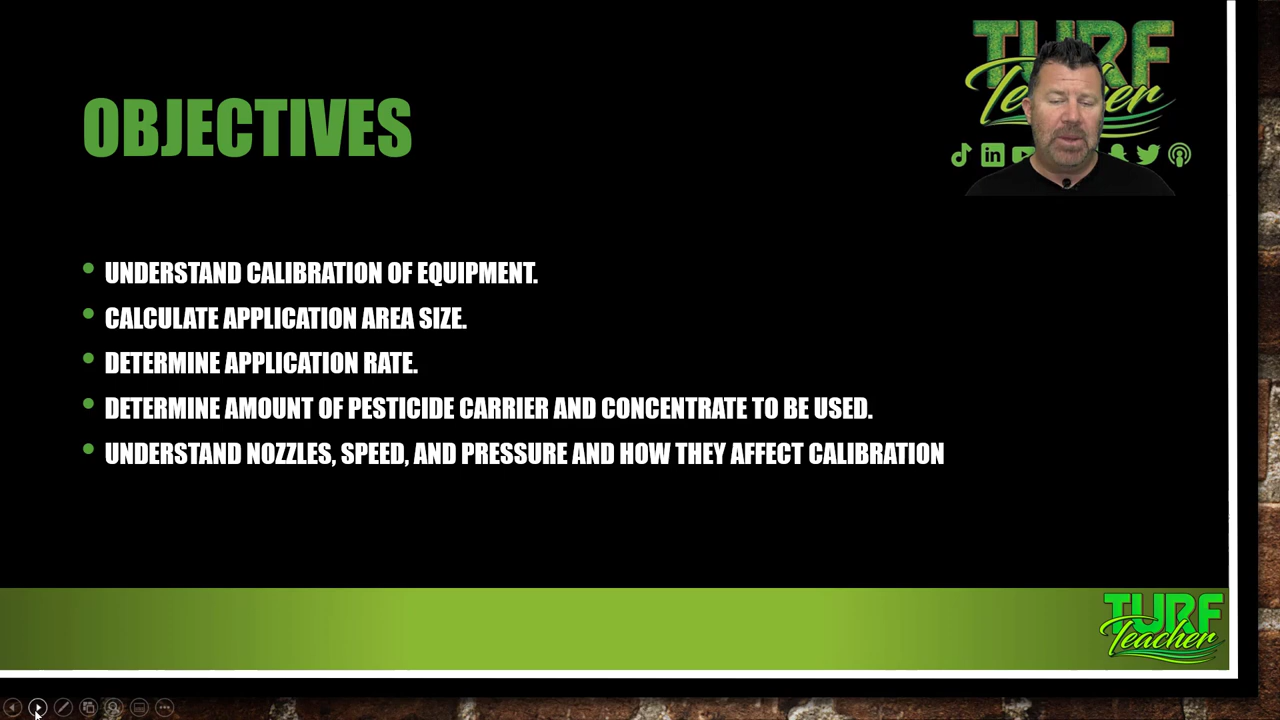 TURF
Teacher
OBJECTIVES
UNDERSTAND CALIBRATION OF EQUIPMENT.
CALCULATE APPLICATION AREA SIZE.
DETERMINE APPLICATION RATE.
DETERMINE AMOUNT OF PESTICIDE CARRIER AND CONCENTRATE TO BE USED.
UNDERSTAND NOZZLES, SPEED, AND PRESSURE AND HOW THEY AFFECT CALIBRATION
TURF
Teacher